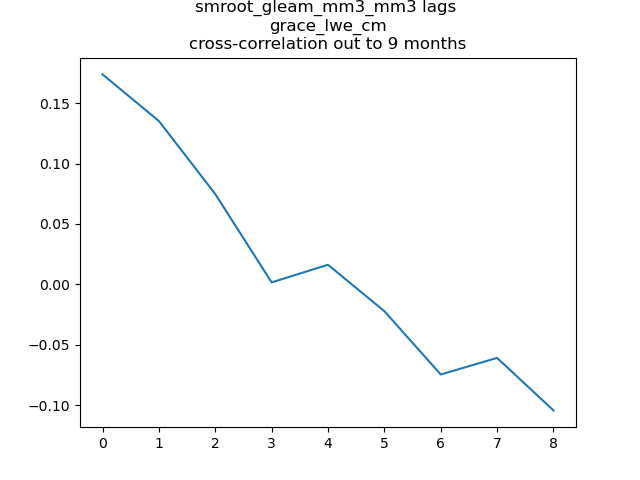 smroot_gleam_mm3_mm3 lags
grace_lwe_cm
cross-correlation out to 9 months
0.15
0.10
0.05
0.00
−0.05
−0.10
0 1 2 3 4 5 6 7 8